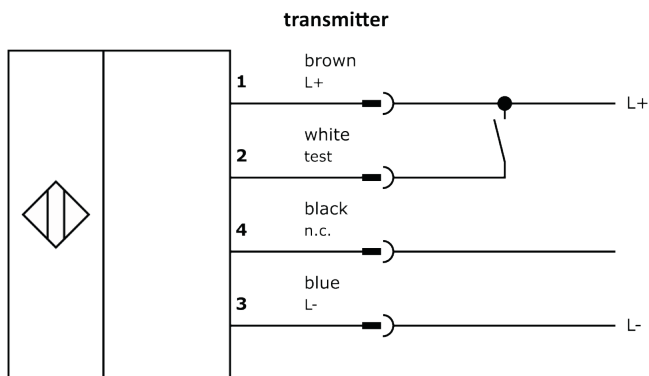 transmitter
brown
1 L+ L+
white
2 test
black
4 n.c.
blue
3 L- L-